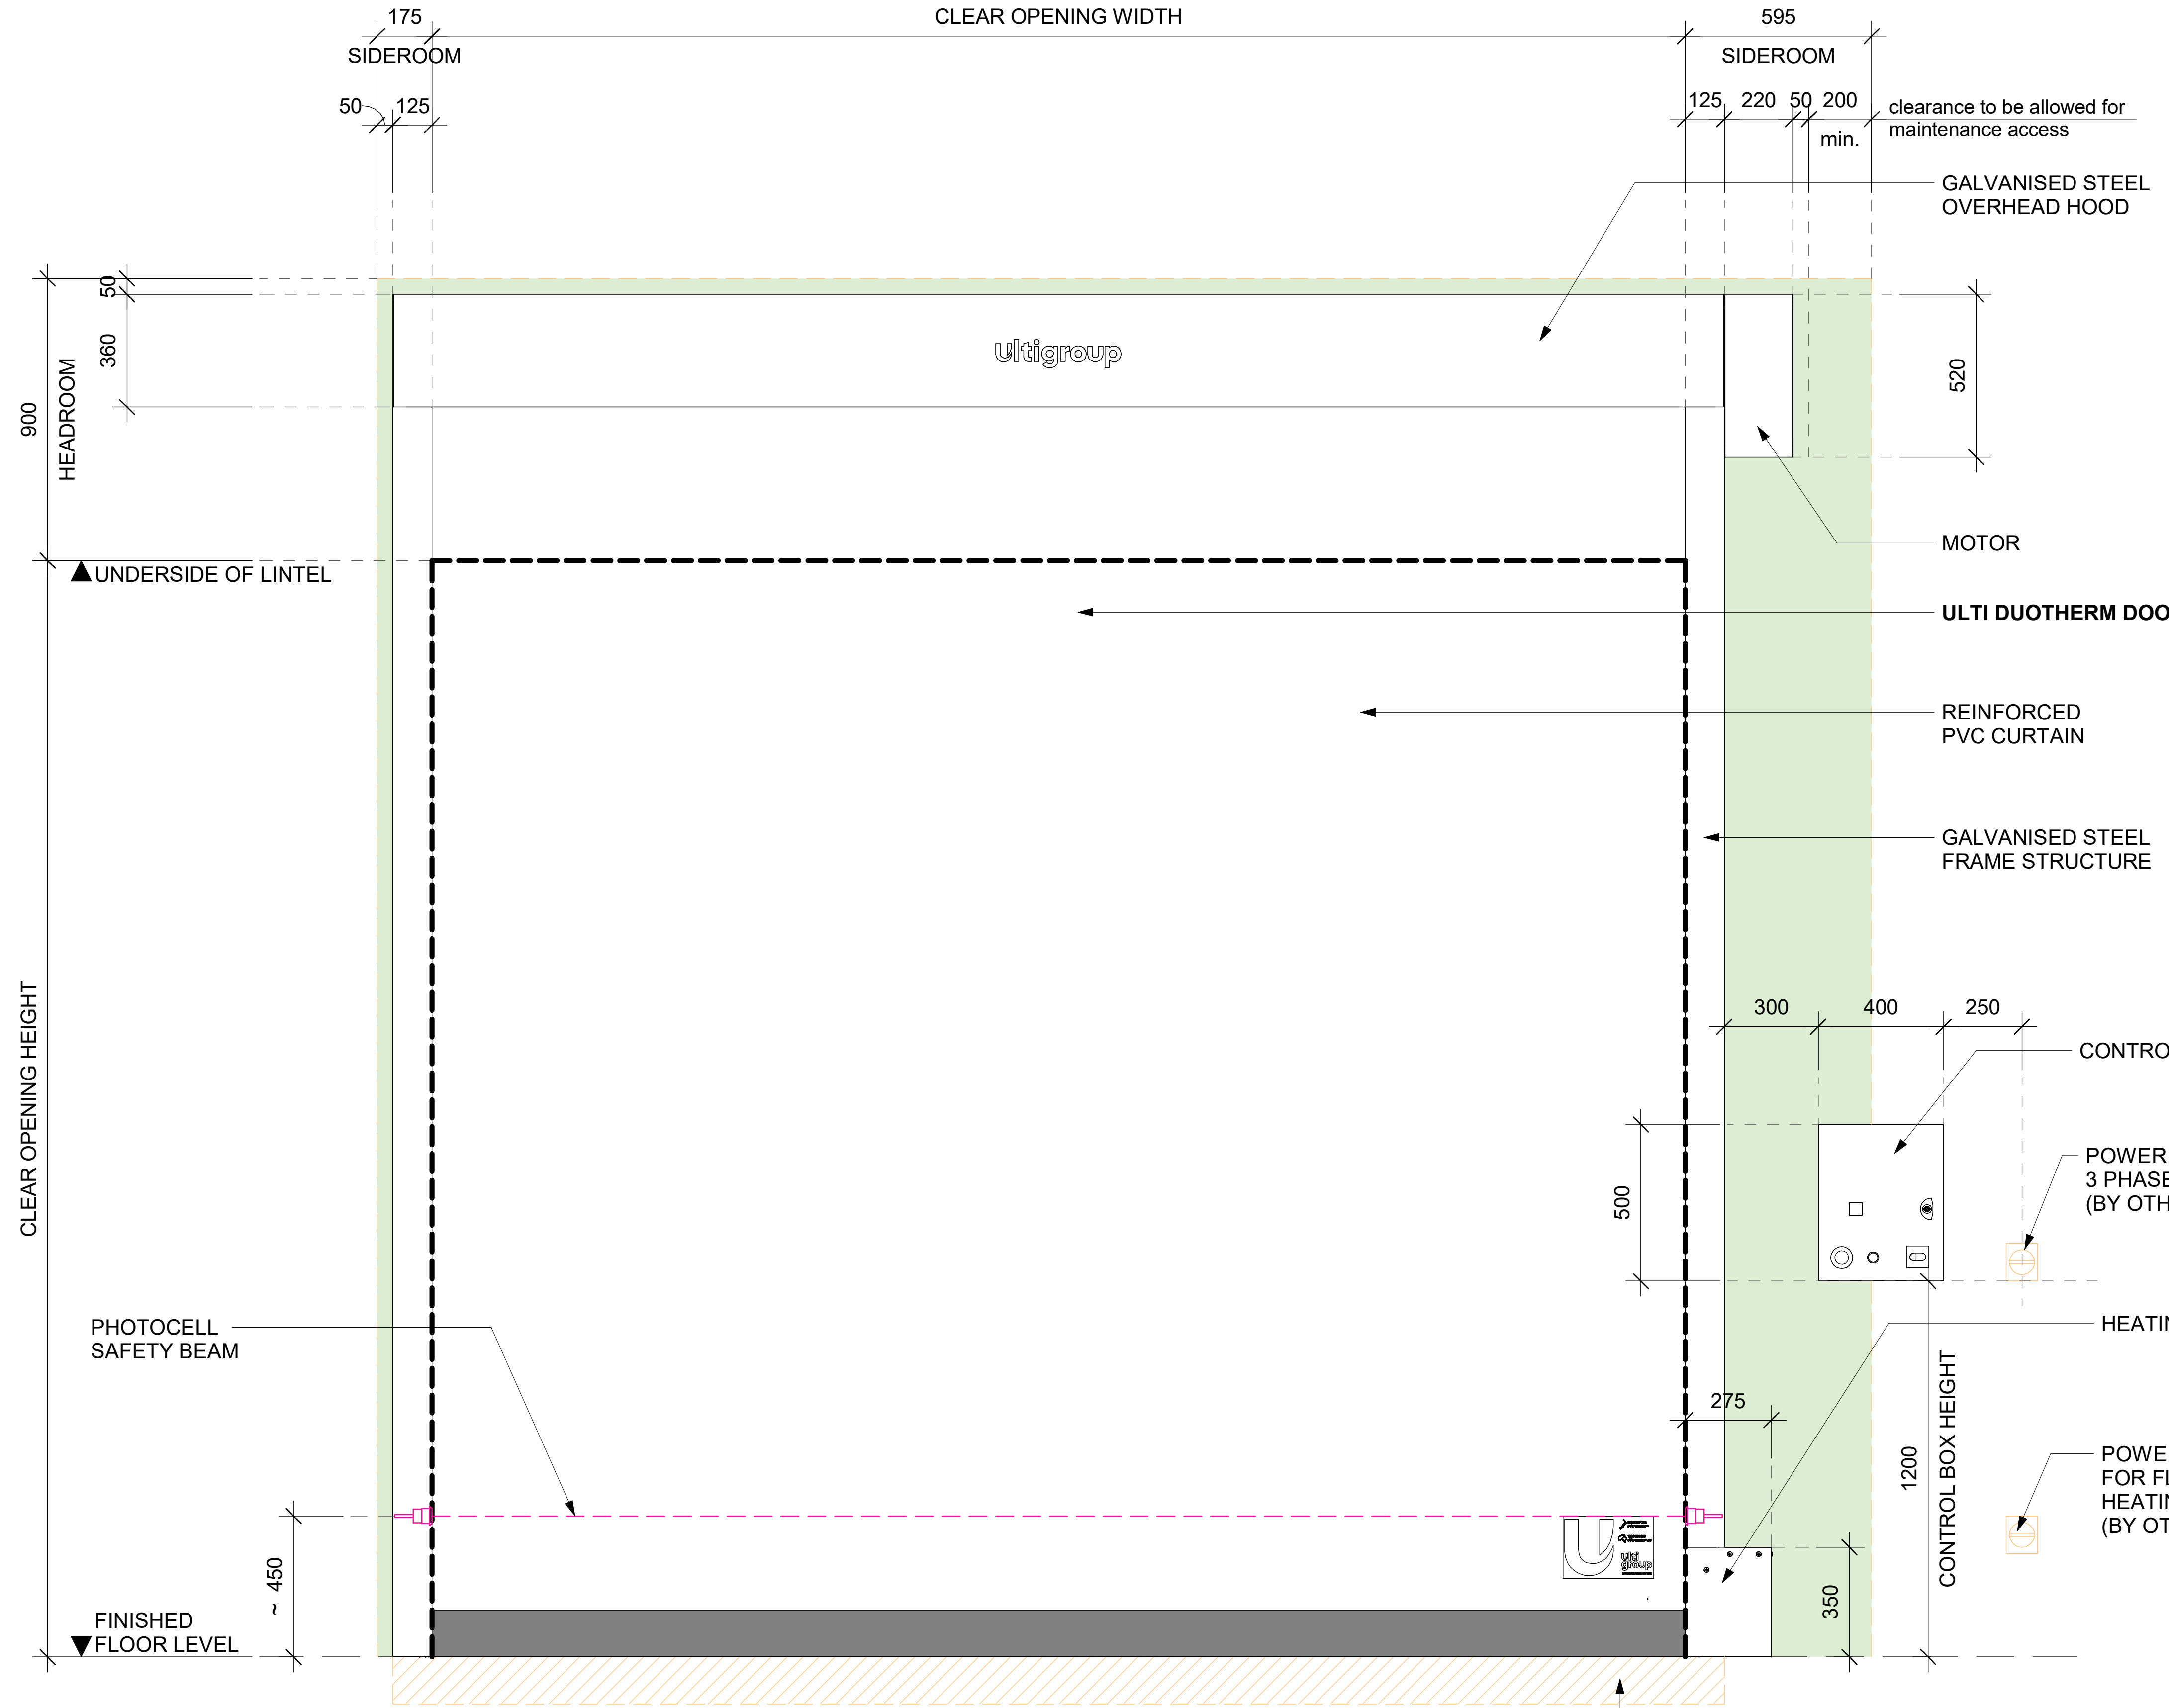 175
CLEAR OPENING WIDTH
595
SIDEROOM
SIDEROOM
50
125
125
220
50
200
min.
clearance to be allowed for
maintenance access
GALVANISED STEEL
OVERHEAD HOOD
50
360
900
HEADROOM
ultigroup
520
MOTOR
UNDERSIDE OF LINTEL
ULTI DUOTHERM DOO
REINFORCED
PVC CURTAIN
GALVANISED STEEL
FRAME STRUCTURE
CLEAR OPENING HEIGHT
300
400
250
CONTRO
500
POWER
3 PHASE
(BY OTH
PHOTOCELL
SAFETY BEAM
HEATIN
275
1200
CONTROL BOX HEIGHT
POWE
FOR FL
HEATIN
(BY OT
ulti
group
350
~ 450
FINISHED
FLOOR LEVEL